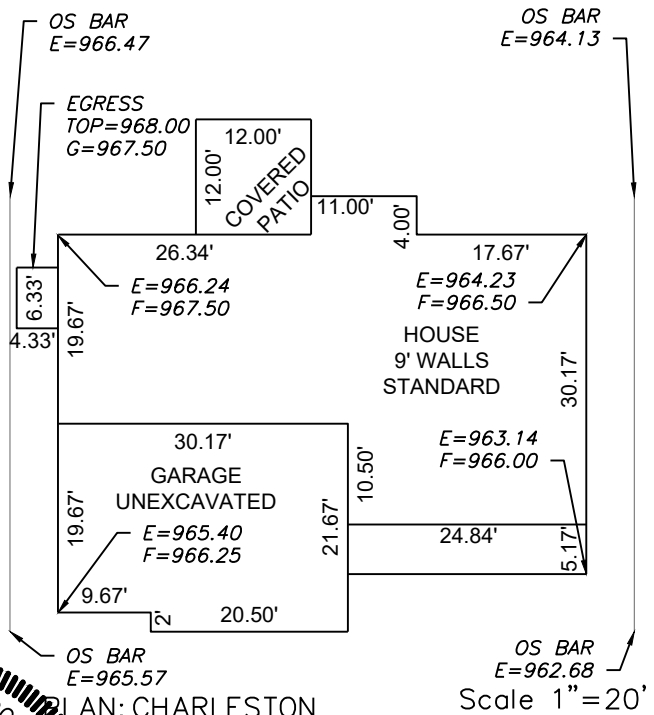 OS BAR
E=966.47
OS BAR
E=964.13
EGRESS
TOP=968.00
G=967.50
12.00'
12.00'
COVERED
PATIO
11.00'
4.00'
26.34'
17.67'
6.33'
4.33'
19.67'
E=966.24
F=967.50
E=964.23
F=966.50
HOUSE
9' WALLS
STANDARD
30.17'
30.17'
GARAGE
UNEXCAVATED
10.50'
E=963.14
F=966.00
19.67'
E=965.40
F=966.25
21.67'
24.84'
5.17'
9.67'
2'
20.50'
OS BAR
E=965.57
OS BAR
E=962.68
PLAN: CHARLESTON
Scale 1"=20'